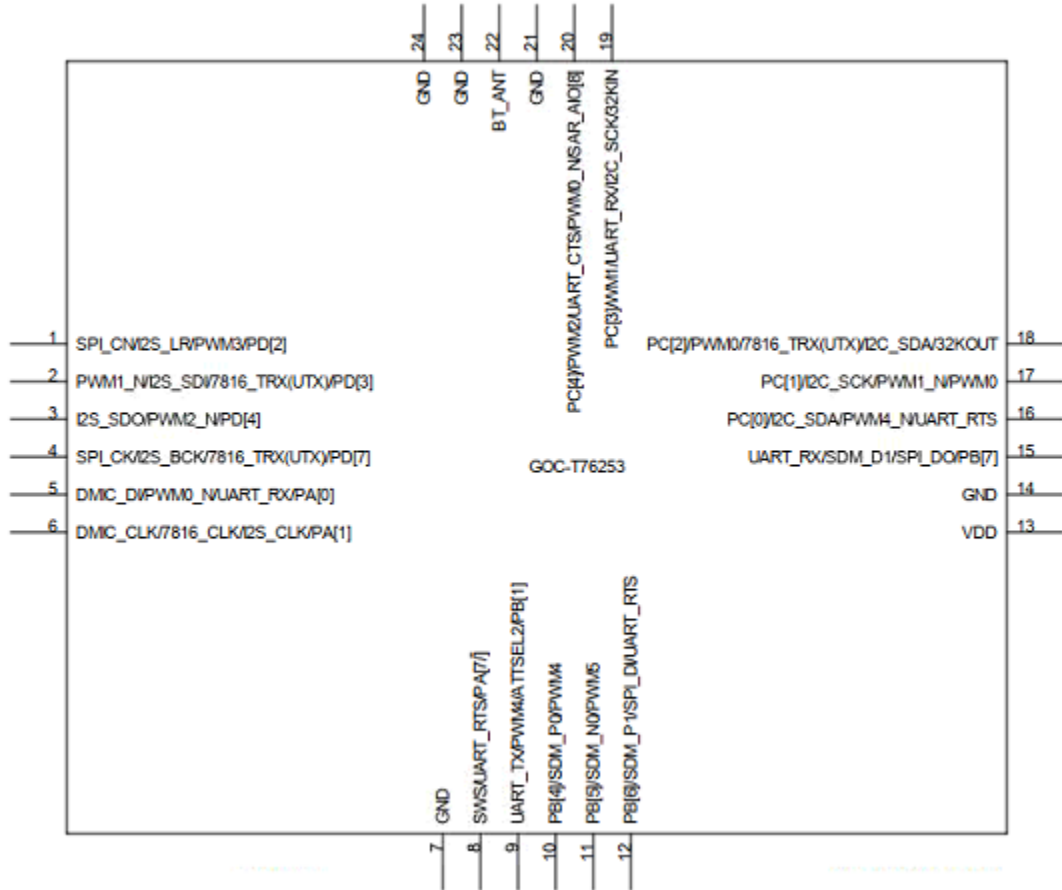 24
23
22
21
20
19
GND
GND
BT_ANT
GND
PC[4]/PWM2/UART_CTS/PWM0_N/SAR_AIO[8]
PC[3]/WM1/UART_RX/I2C_SCK/32KIN
1 SPI_CN/I2S_LR/PWM3/PD[2]
2 PWM1_N/I2S_SDI/7816_TRX(UTX)/PD[3]
3 I2S_SDO/PWM2_N/PD[4]
4 SPI_CK/I2S_BCK/7816_TRX(UTX)/PD[7]
5 DMIC_DI/PWM0_N/UART_RX/PA[0]
6 DMIC_CLK/7816_CLK/I2S_CLK/PA[1]
GOC-T76253
PC[2]/PWM0/7816_TRX(UTX)/I2C_SDA/32KOUT 18
PC[1]/I2C_SCK/PWM1_N/PWM0 17
PC[0]/I2C_SDA/PWM4_N/UART_RTS 16
UART_RX/SDM_D1/SPI_DO/PB[7] 15
GND 14
VDD 13
GND
SWS/UART_RTS/PA[7/]
UART_TX/PWM4/ATTSEL2/PB[1]
PB[4]/SDM_P0/PWM4
PB[5]/SDM_N0/PWM5
PB[6]/SDM_P1/SPI_DI/UART_RTS
7
8
9
10
11
12